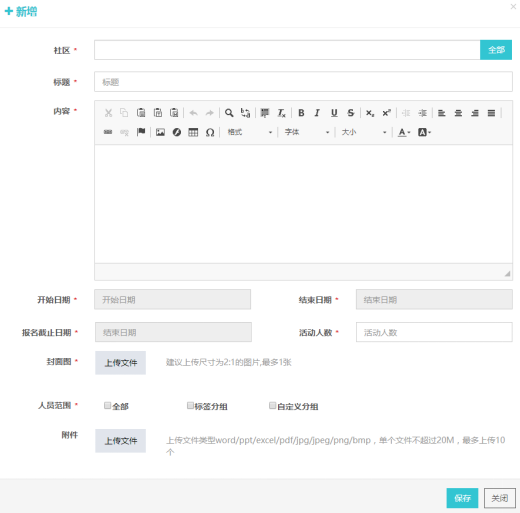 新增
社区 * 全部
标题 * 标题
内容 *
格式 字体 大小
开始日期 * 开始日期 结束日期 * 结束日期
报名截止日期 * 结束日期 活动人数 * 活动人数
封面图 * 上传文件 建议上传尺寸为2:1的图片,最多1张
人员范围 * 全部 标签分组 自定义分组
附件 上传文件 上传文件类型word/ppt/excel/pdf/jpg/jpeg/png/bmp，单个文件不超过20M，最多上传10
个
保存 关闭